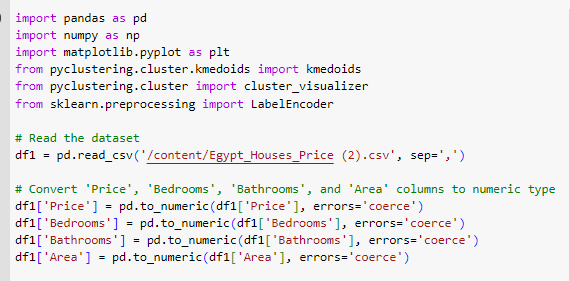 import pandas as pd
import numpy as np
import matplotlib.pyplot as plt
from pyclustering.cluster.kmedoids import kmedoids
from pyclustering.cluster import cluster_visualizer
from sklearn.preprocessing import LabelEncoder
# Read the dataset
df1 = pd.read_csv('/content/Egypt_Houses_Price (2).csv', sep=',')
# Convert 'Price', 'Bedrooms', 'Bathrooms', and 'Area' columns to numeric type
df1['Price'] = pd.to_numeric(df1['Price'], errors='coerce')
df1['Bedrooms'] = pd.to_numeric(df1['Bedrooms'], errors='coerce')
df1['Bathrooms'] = pd.to_numeric(df1['Bathrooms'], errors='coerce')
df1['Area'] = pd.to_numeric(df1['Area'], errors='coerce')